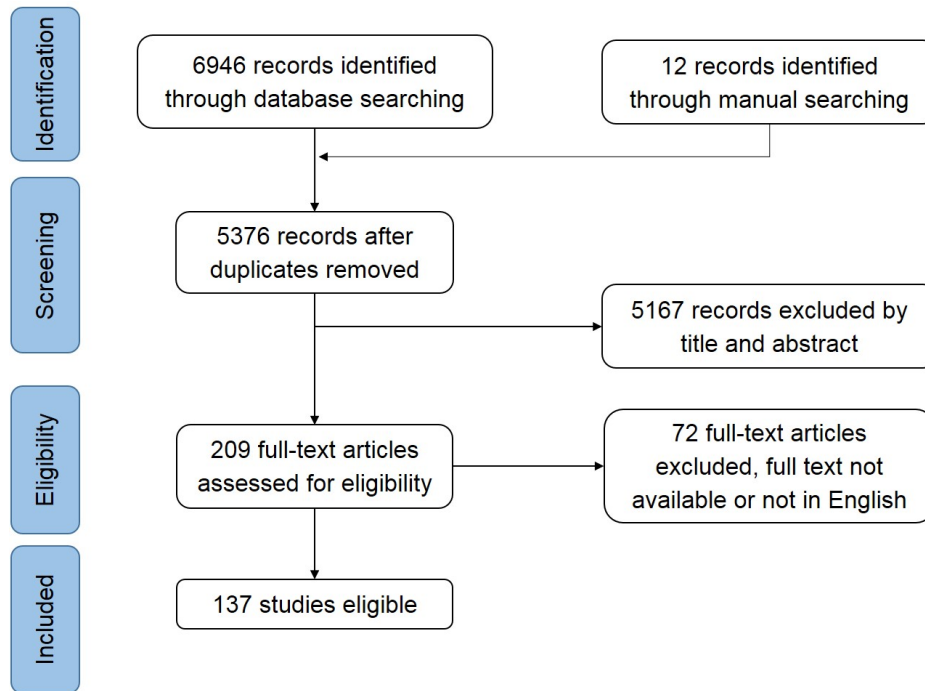 Identification
6946 records identified
through database searching
12 records identified
through manual searching
Screening
5376 records after
duplicates removed
5167 records excluded by
title and abstract
Eligibility
209 full-text articles
assessed for eligibility
72 full-text articles
excluded, full text not
available or not in English
Included
137 studies eligible